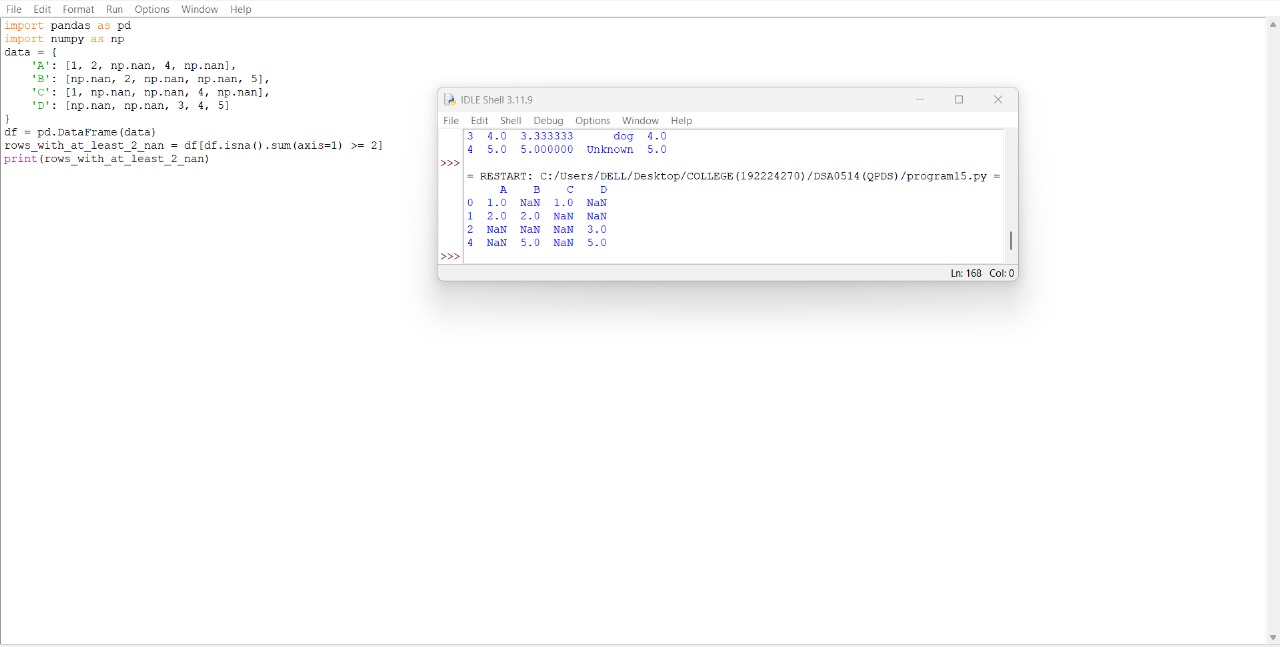 File Edit Format Run Options Window Help
import pandas as pd
import numpy as np
data = {
    'A': [1, 2, np.nan, 4, np.nan],
    'B': [np.nan, 2, np.nan, np.nan, 5],
    'C': [1, np.nan, np.nan, 4, np.nan],
    'D': [np.nan, np.nan, 3, 4, 5]
}
df = pd.DataFrame(data)
rows_with_at_least_2_nan = df[df.isna().sum(axis=1) >= 2]
print(rows_with_at_least_2_nan)
IDLE Shell 3.11.9
File Edit Shell Debug Options Window Help
3  4.0  3.333333      dog  4.0
4  5.0  5.000000  Unknown  5.0
>>>
= RESTART: C:/Users/DELL/Desktop/COLLEGE(192224270)/DSA0514(QPDS)/program15.py =
     A    B    C    D
0  1.0  NaN  1.0  NaN
1  2.0  2.0  NaN  NaN
2  NaN  NaN  NaN  3.0
4  NaN  5.0  NaN  5.0
>>>
Ln: 168 Col: 0